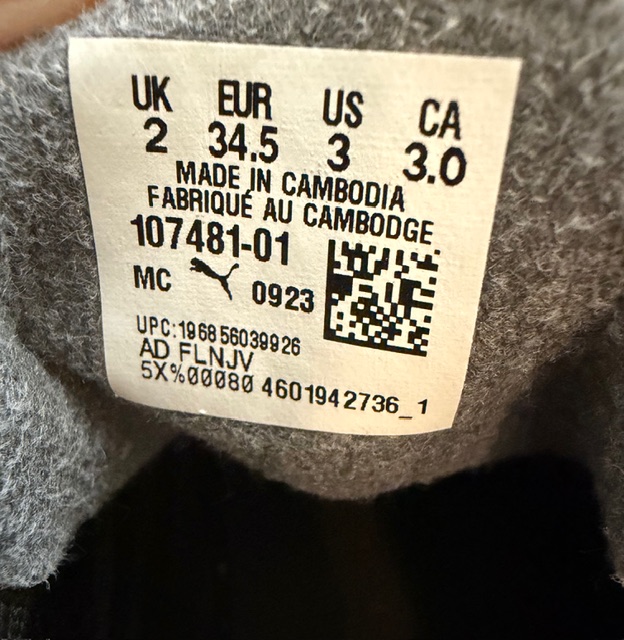 UK EUR US CA
2 34.5 3 3.0
MADE IN CAMBODIA
FABRIQUÉ AU CAMBODGE
107481-01
MC 0923
UPC:196856039926
AD FLNJV
5X%00080 4601942736_1